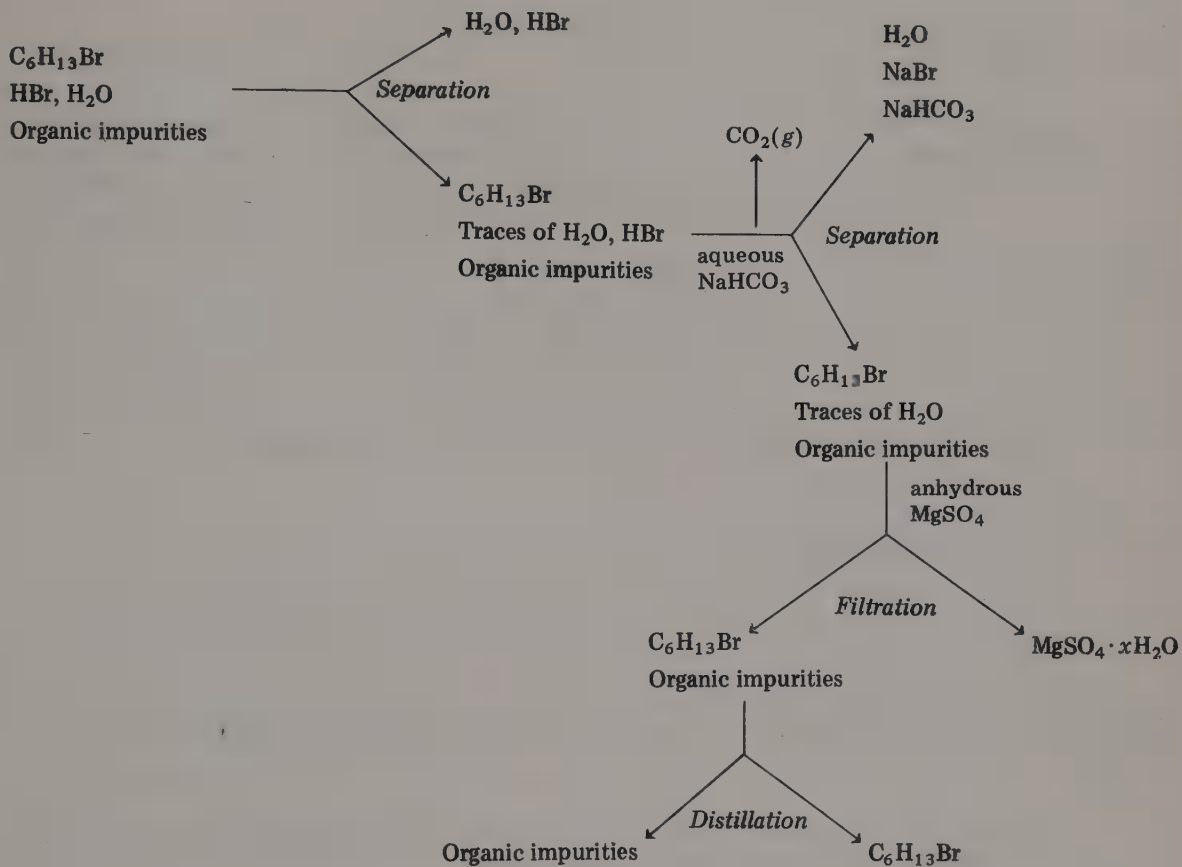 C₆H₁₃Br
HBr, H₂O
Organic impurities
Separation
H₂O, HBr
C₆H₁₃Br
Traces of H₂O, HBr
Organic impurities
aqueous
NaHCO₃
CO₂(g)
Separation
H₂O
NaBr
NaHCO₃
C₆H₁₃Br
Traces of H₂O
Organic impurities
anhydrous
MgSO₄
Filtration
C₆H₁₃Br
Organic impurities
MgSO₄·xH₂O
Distillation
Organic impurities
C₆H₁₃Br